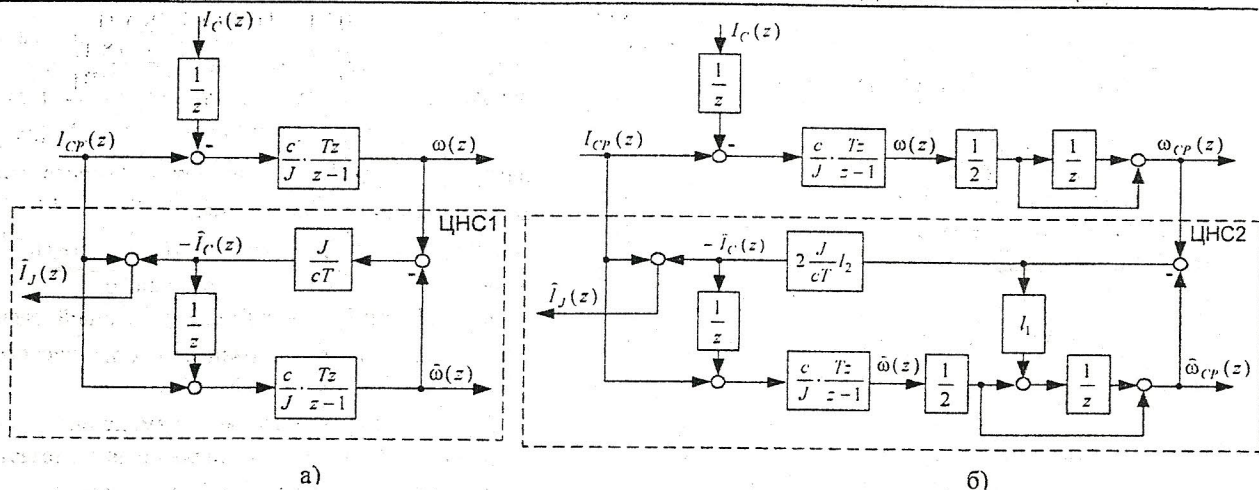 I_C(z)
1/z
I_CP(z)
-
c/J · Tz/(z−1)
ω(z)
ЦНС1
−Î_C(z)
J/(cT)
-
Î_J(z)
1/z
c/J · Tz/(z−1)
ω̂(z)
а)
I_C(z)
1/z
I_CP(z)
-
c/J · Tz/(z−1)
ω(z)
1/2
1/z
ω_CP(z)
ЦНС2
−Î_C(z)
2 J/(cT) l_2
-
Î_J(z)
1/z
l_1
c/J · Tz/(z−1)
ω̂(z)
1/2
1/z
ω̂_CP(z)
б)